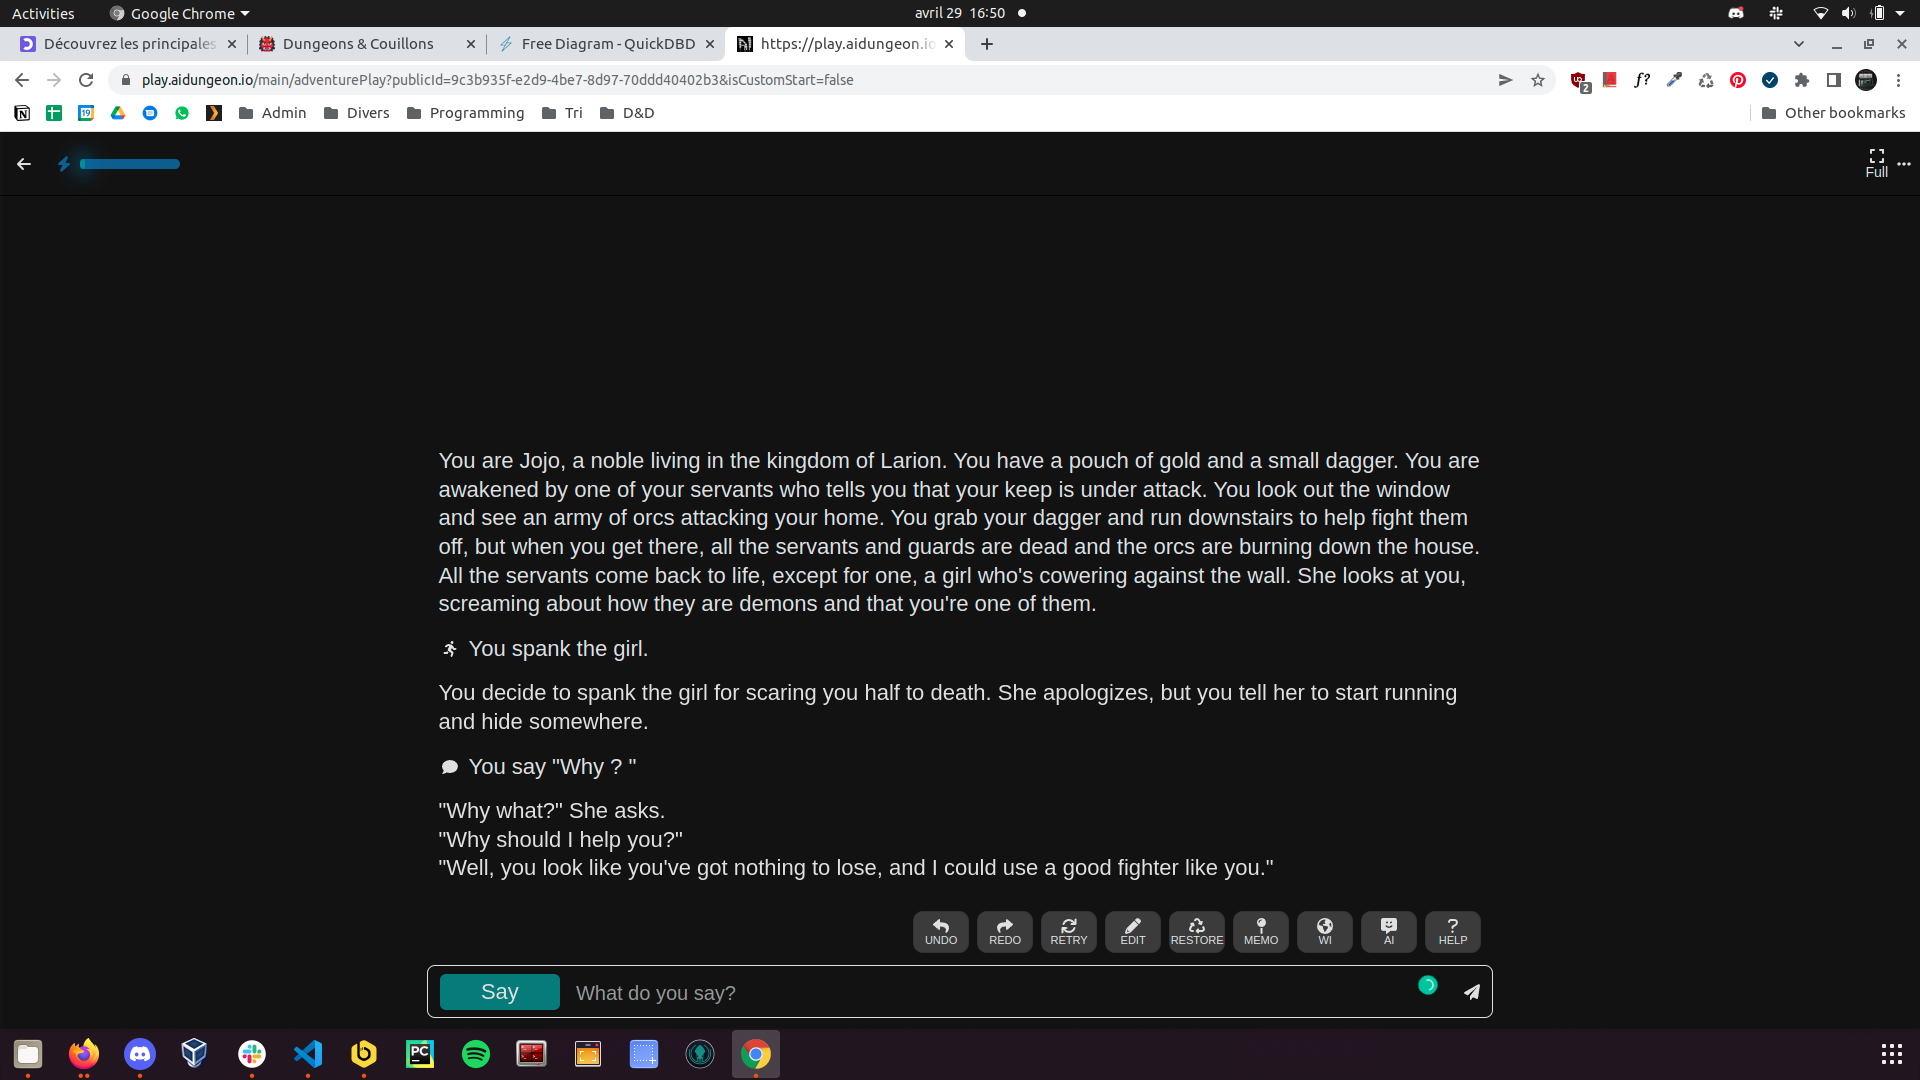 Activities
Google Chrome
avril 29 16:50
Découvrez les principales
Dungeons & Couillons
Free Diagram - QuickDBD
https://play.aidungeon.io
play.aidungeon.io/main/adventurePlay?publicId=9c3b935f-e2d9-4be7-8d97-70ddd40402b3&isCustomStart=false
2
Admin
Divers
Programming
Tri
D&D
Other bookmarks
Full
You are Jojo, a noble living in the kingdom of Larion. You have a pouch of gold and a small dagger. You are
awakened by one of your servants who tells you that your keep is under attack. You look out the window
and see an army of orcs attacking your home. You grab your dagger and run downstairs to help fight them
off, but when you get there, all the servants and guards are dead and the orcs are burning down the house.
All the servants come back to life, except for one, a girl who's cowering against the wall. She looks at you,
screaming about how they are demons and that you're one of them.
You spank the girl.
You decide to spank the girl for scaring you half to death. She apologizes, but you tell her to start running
and hide somewhere.
You say "Why ? "
"Why what?" She asks.
"Why should I help you?"
"Well, you look like you've got nothing to lose, and I could use a good fighter like you."
UNDO
REDO
RETRY
EDIT
RESTORE
MEMO
WI
AI
HELP
Say
What do you say?